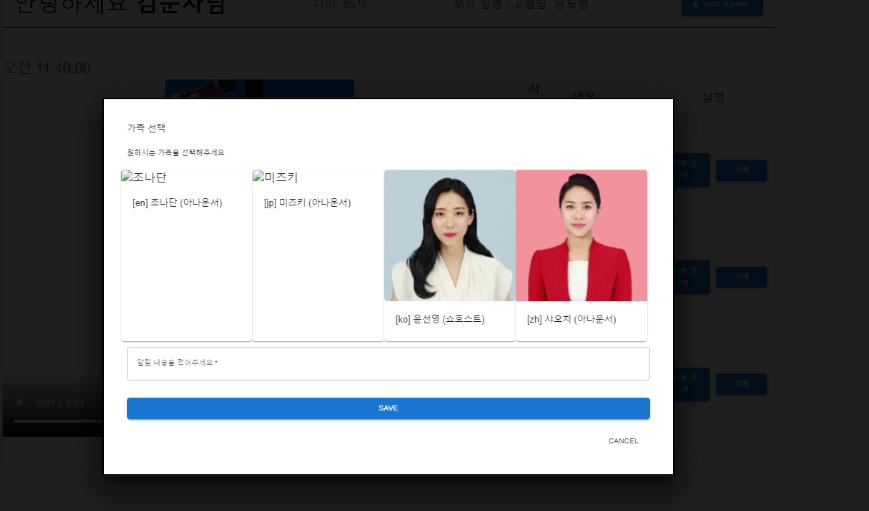 안녕하세요 김순자님
나이 85세
보유 질병 : 고혈압 당뇨병
ADD ALARM
오전 11:40:00
시
내용
설정
가족 선택
원하시는 가족을 선택해주세요
조나단
미즈키
[en] 조나단 (아나운서)
[jp] 미즈키 (아나운서)
[ko] 윤선영 (쇼호스트)
[zh] 샤오치 (아나운서)
알람 내용을 적어주세요 *
SAVE
CANCEL
삭제
삭제
삭제
0:01 / 0:01